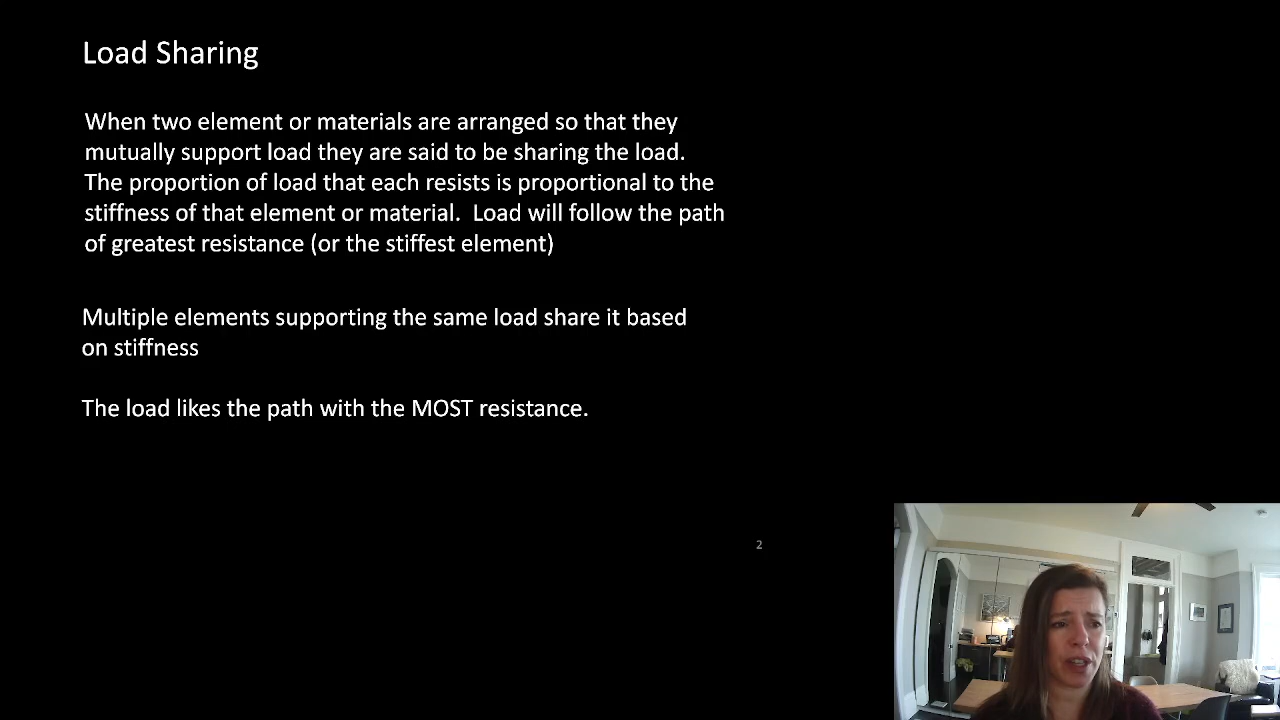 Load Sharing
When two element or materials are arranged so that they
mutually support load they are said to be sharing the load.
The proportion of load that each resists is proportional to the
stiffness of that element or material.  Load will follow the path
of greatest resistance (or the stiffest element)
Multiple elements supporting the same load share it based
on stiffness
The load likes the path with the MOST resistance.
2